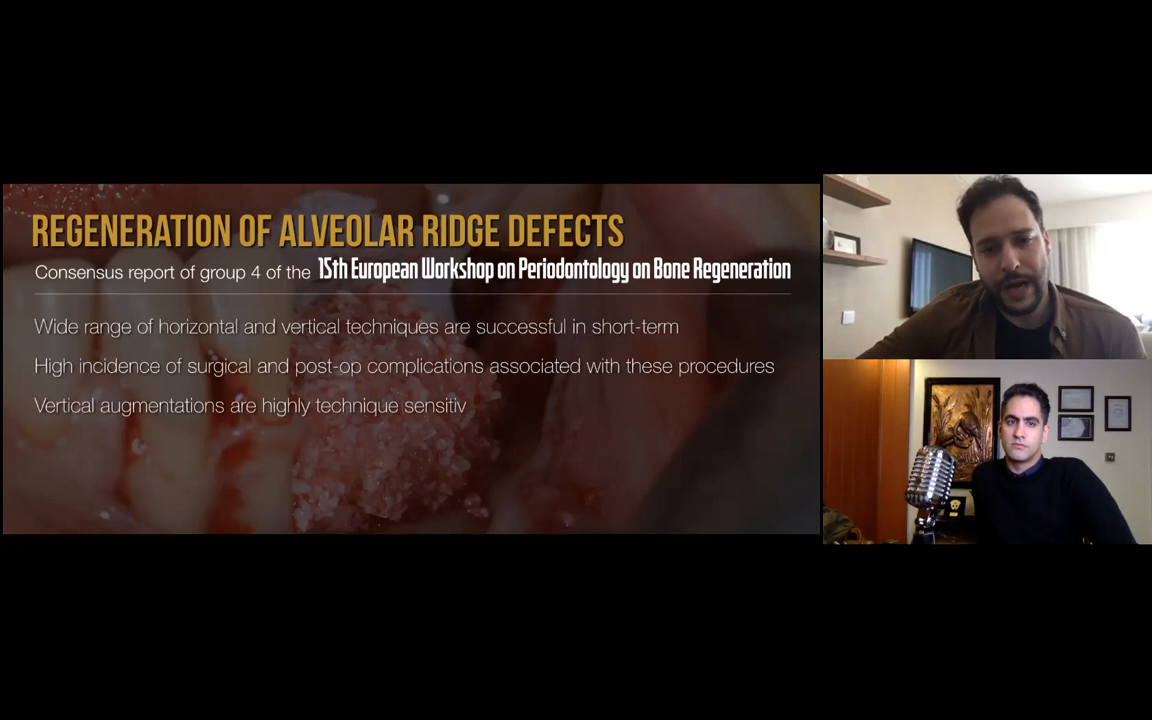 REGENERATION OF ALVEOLAR RIDGE DEFECTS
Consensus report of group 4 of the 15th European Workshop on Periodontology on Bone Regeneration
Wide range of horizontal and vertical techniques are successful in short-term
High incidence of surgical and post-op complications associated with these procedures
Vertical augmentations are highly technique sensitiv